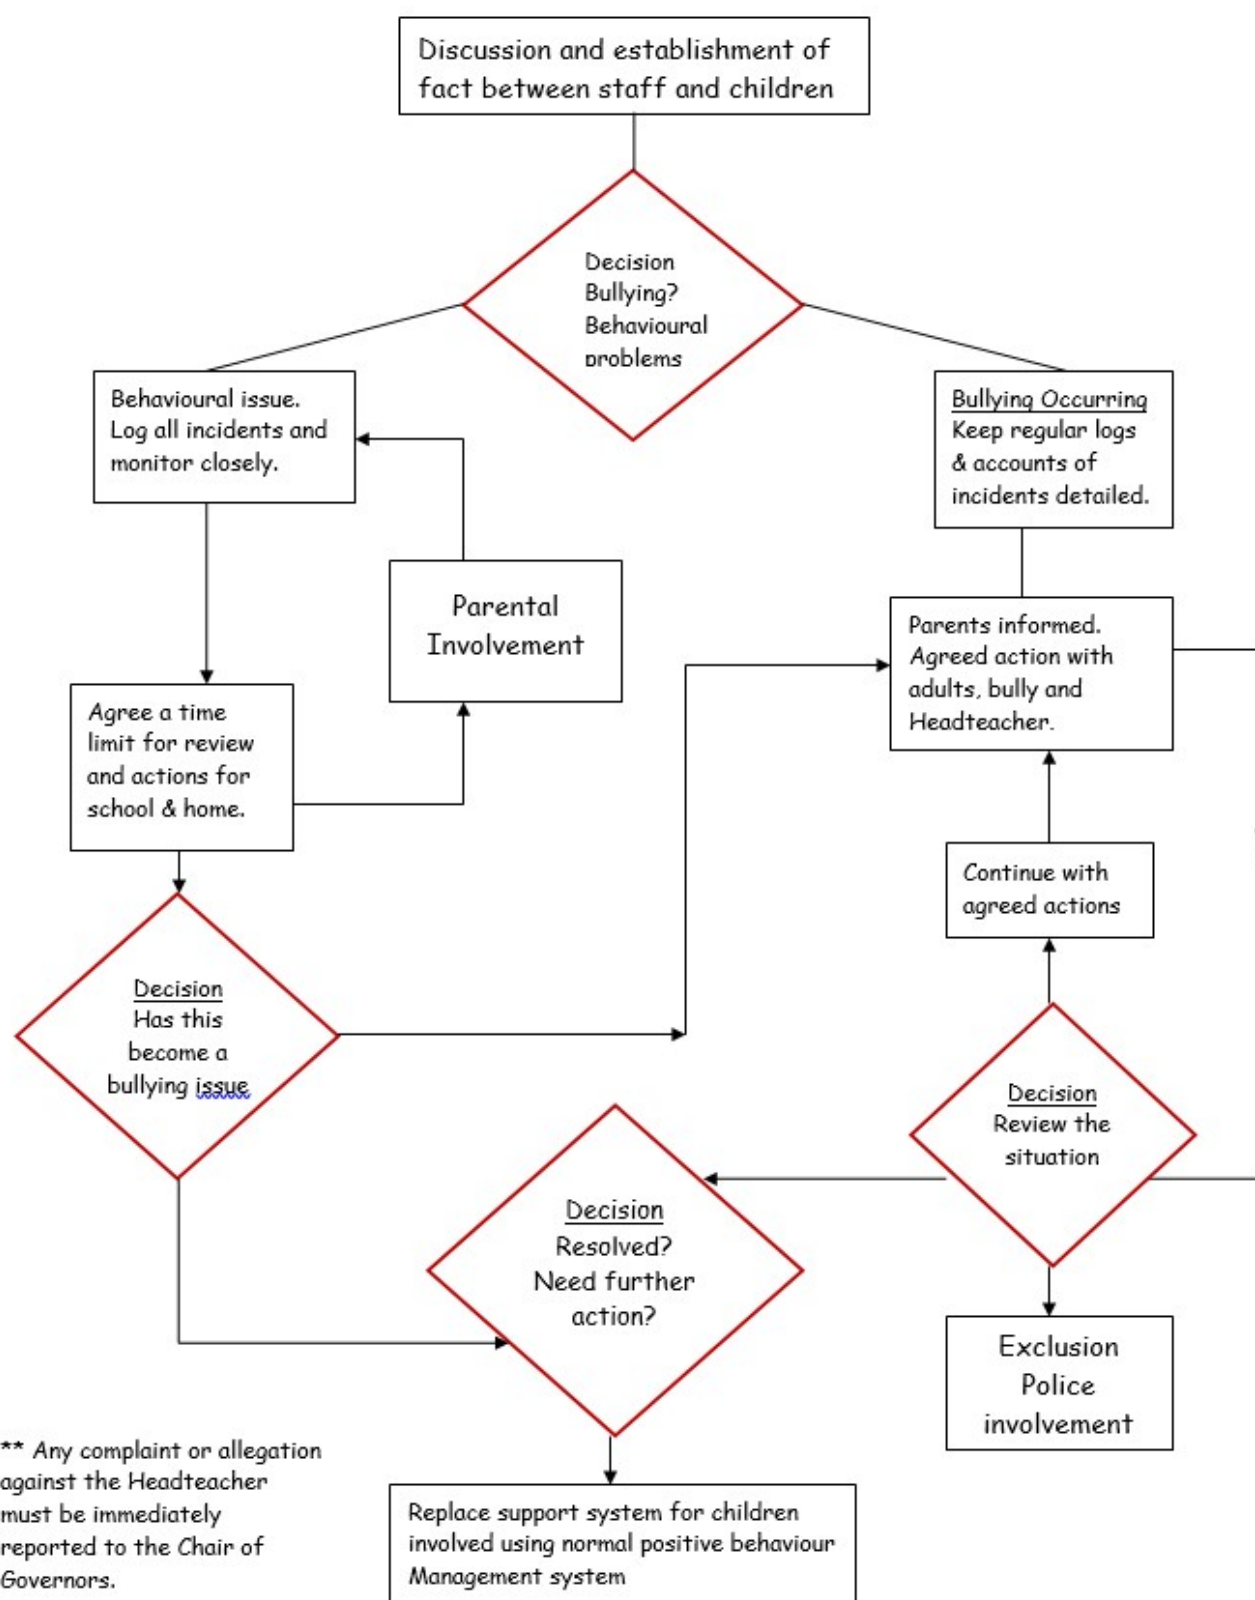 Discussion and establishment of
fact between staff and children
Decision
Bullying?
Behavioural
problems
Behavioural issue.
Log all incidents and
monitor closely.
Bullying Occurring
Keep regular logs
& accounts of
incidents detailed.
Parental
Involvement
Parents informed.
Agreed action with
adults, bully and
Headteacher.
Agree a time
limit for review
and actions for
school & home.
Continue with
agreed actions
Decision
Has this
become a
bullying issue
Decision
Review the
situation
Decision
Resolved?
Need further
action?
Exclusion
Police
involvement
** Any complaint or allegation
against the Headteacher
must be immediately
reported to the Chair of
Governors.
Replace support system for children
involved using normal positive behaviour
Management system